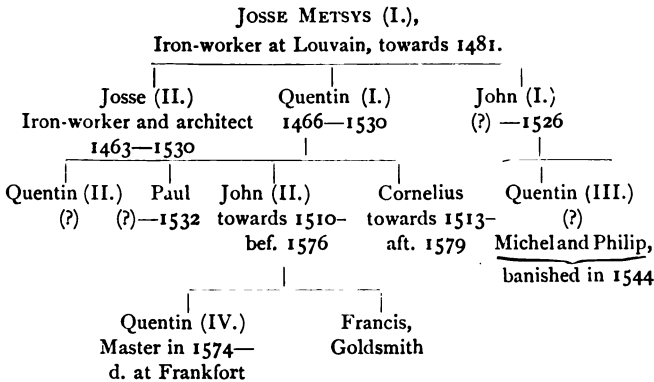 JOSSE METSYS (I.),
Iron-worker at Louvain, towards 1481.
Josse (II.) Quentin (I.) John (I.)
Iron-worker and architect 1466—1530 (?) —1526
1463—1530
Quentin (II.) Paul John (II.) Cornelius Quentin (III.)
(?) (?)—1532 towards 1510– towards 1513– (?)
bef. 1576 aft. 1579 Michel and Philip,
banished in 1544
Quentin (IV.) Francis,
Master in 1574— Goldsmith
d. at Frankfort